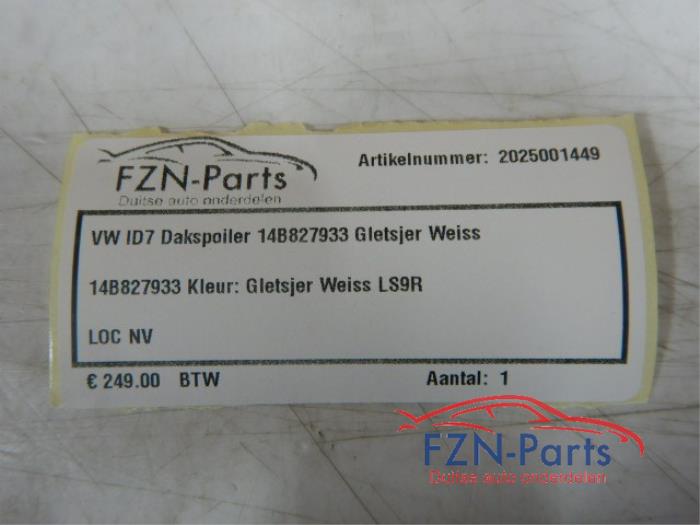 FZN-Parts
Duitse auto onderdelen
Artikelnummer: 2025001449
VW ID7 Dakspoiler 14B827933 Gletsjer Weiss
14B827933 Kleur: Gletsjer Weiss LS9R
LOC NV
€ 249.00 BTW
Aantal: 1
FZN-Parts
Duitse auto onderdelen